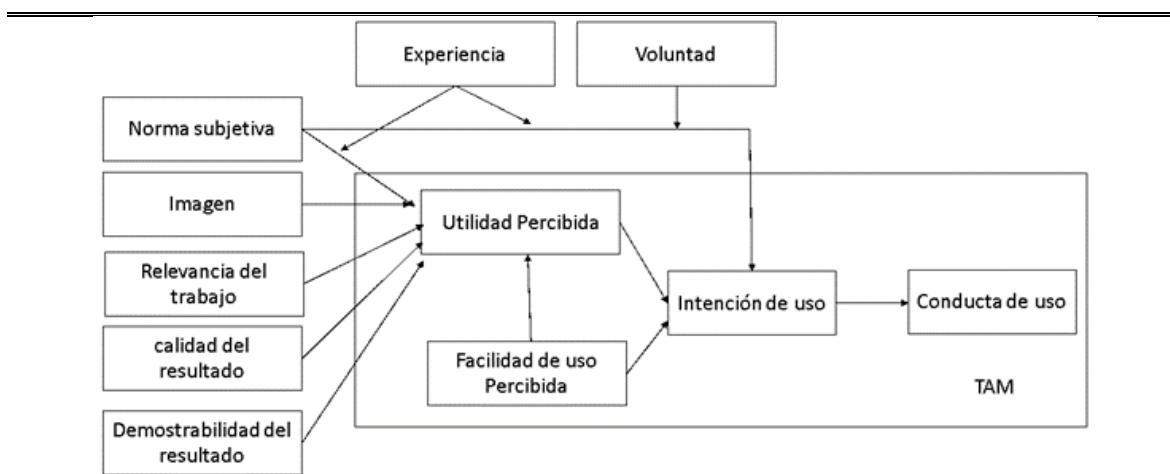 Experiencia
Voluntad
Norma subjetiva
Imagen
Utilidad Percibida
Relevancia del
trabajo
Intención de uso
Conducta de uso
calidad del
resultado
Facilidad de uso
Percibida
TAM
Demostrabilidad del
resultado